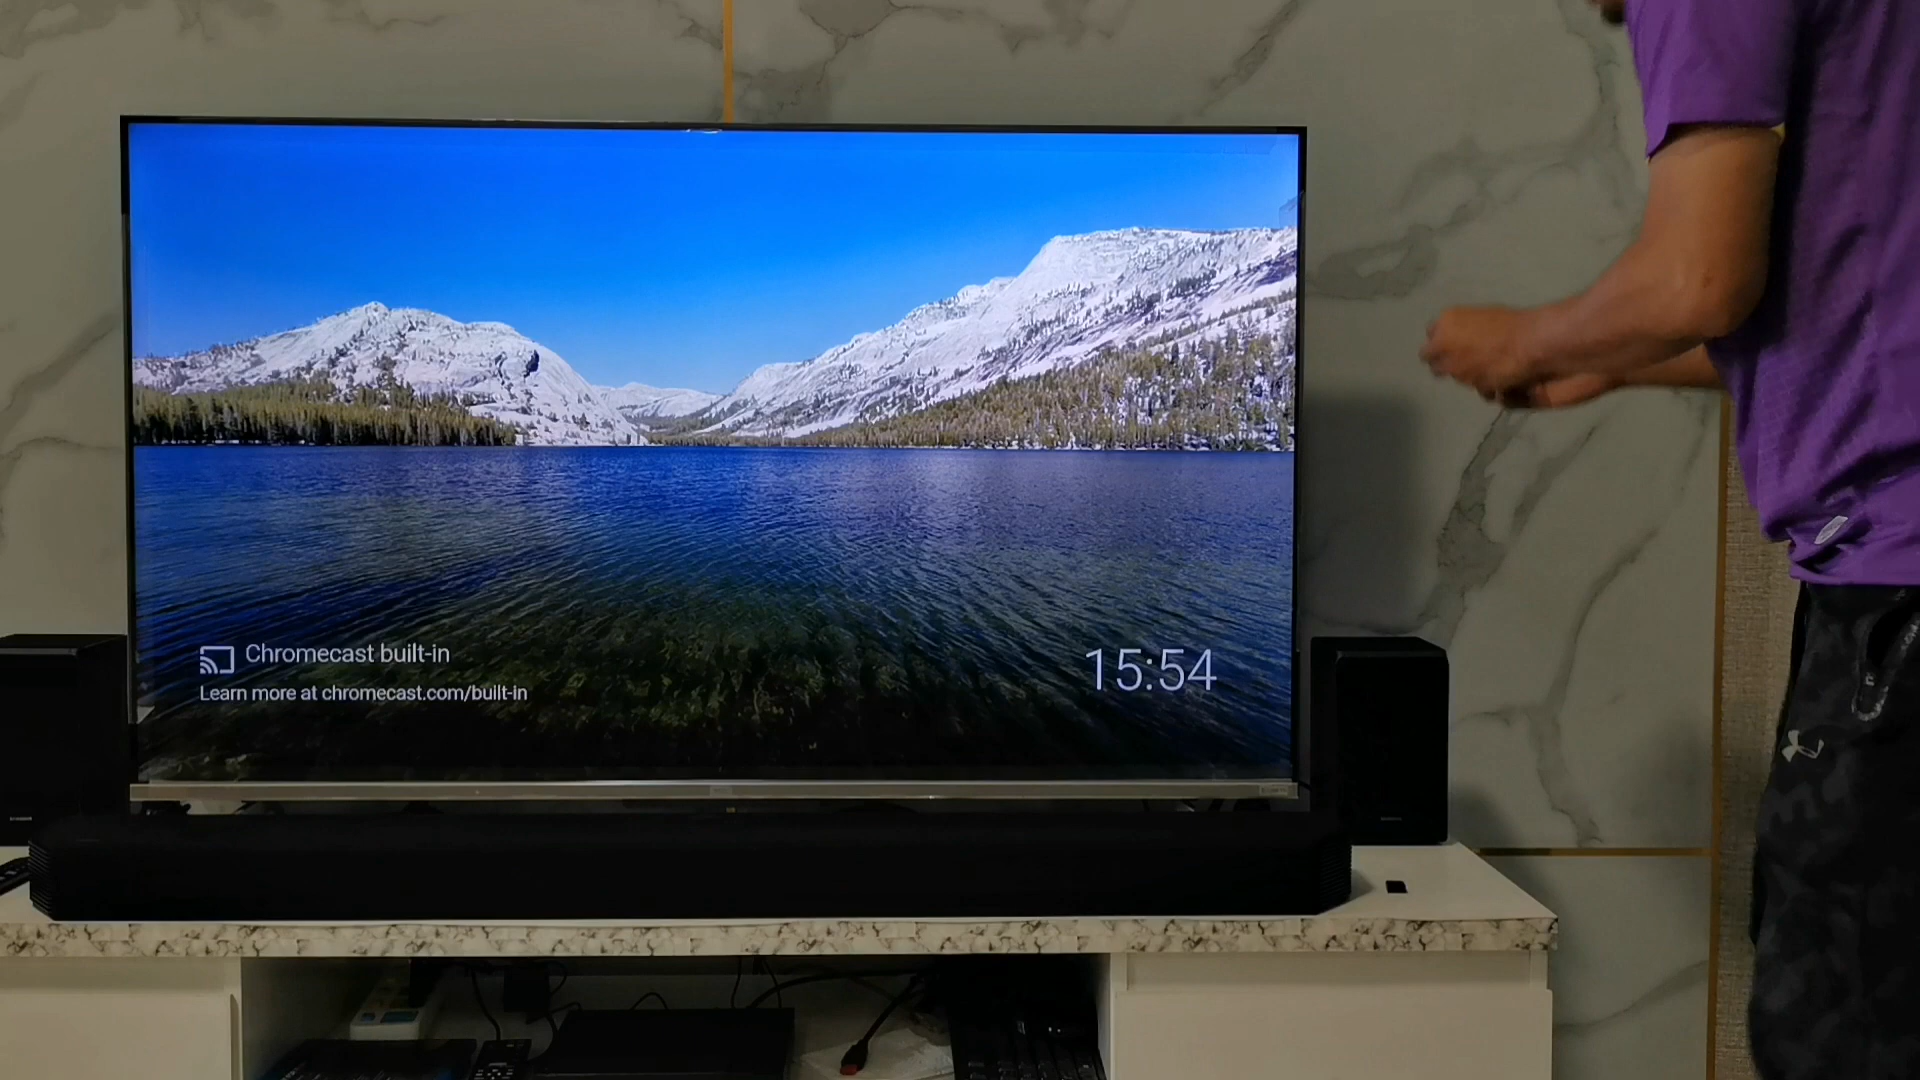 Chromecast built-in
Learn more at chromecast.com/built-in
15:54